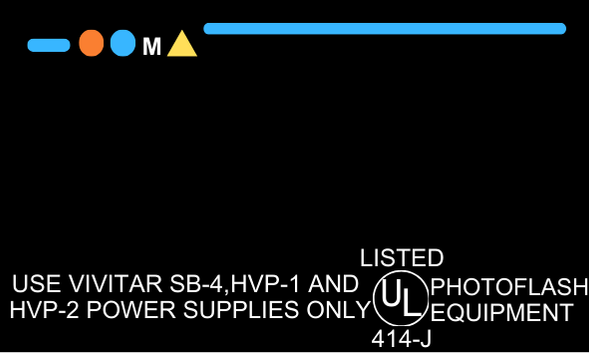 M
LISTED
USE VIVITAR SB-4,HVP-1 AND
HVP-2 POWER SUPPLIES ONLY
UL
PHOTOFLASH
EQUIPMENT
414-J